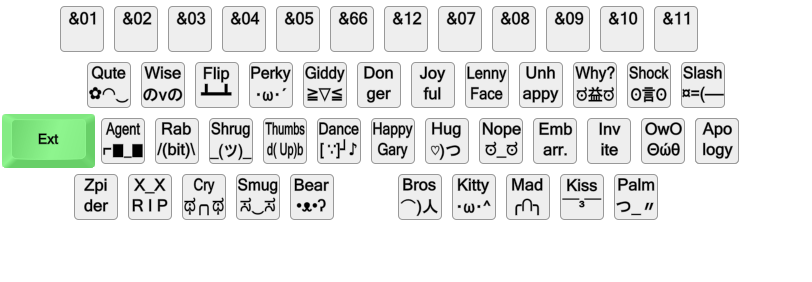 &01 &02 &03 &04 &05 &66 &12 &07 &08 &09 &10 &11
Qute Wise Flip Perky Giddy Don Joy Lenny Unh Why? Shock Slash
✿◠‿ のvの ┻┻ ･ω･´ ≧▽≦ ger ful Face appy ಠ益ಠ ʘ言ʘ ¤=(—
Ext
Agent Rab Shrug Thumbs Dance Happy Hug Nope Emb Inv OwO Apo
⌐■_■ /(bit)\ _(ツ)_ d( Up)b [ ∵]┘♪ Gary ♡)つ ಠ_ಠ arr. ite Θώθ logy
Zpi X_X Cry Smug Bear Bros Kitty Mad Kiss Palm
der R I P ಥ╭╮ಥ ಸ‿ಸ •ᴥ•ʔ ⌒)人 ･ω･^ ╭∩╮ ￣³￣ つ_〃